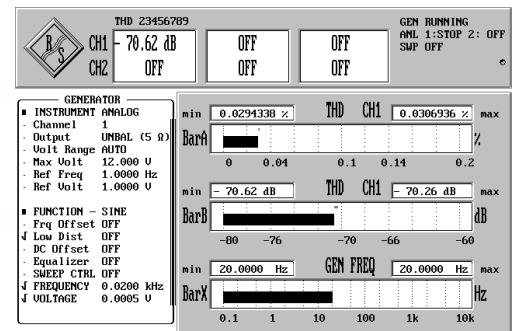 THD 23456789
R S
CH1 - 70.62 dB OFF OFF
CH2 OFF OFF OFF
GEN RUNNING
ANL 1:STOP 2: OFF
SWP OFF
GENERATOR
INSTRUMENT ANALOG
Channel 1
Output UNBAL (5 Ω)
Volt Range AUTO
Max Volt 12.000 V
Ref Freq 1.0000 Hz
Ref Volt 1.0000 V
FUNCTION - SINE
Frq Offset OFF
Low Dist OFF
DC Offset OFF
Equalizer OFF
SWEEP CTRL OFF
FREQUENCY 0.0200 kHz
VOLTAGE 0.0005 V
min 0.0294338 % THD CH1 0.0306936 % max
BarA %
0 0.04 0.1 0.14 0.2
min - 70.62 dB THD CH1 - 70.26 dB max
BarB dB
-80 -76 -70 -66 -60
min 20.0000 Hz GEN FREQ 20.0000 Hz max
BarX Hz
0.1 1 10 100 1k 10k